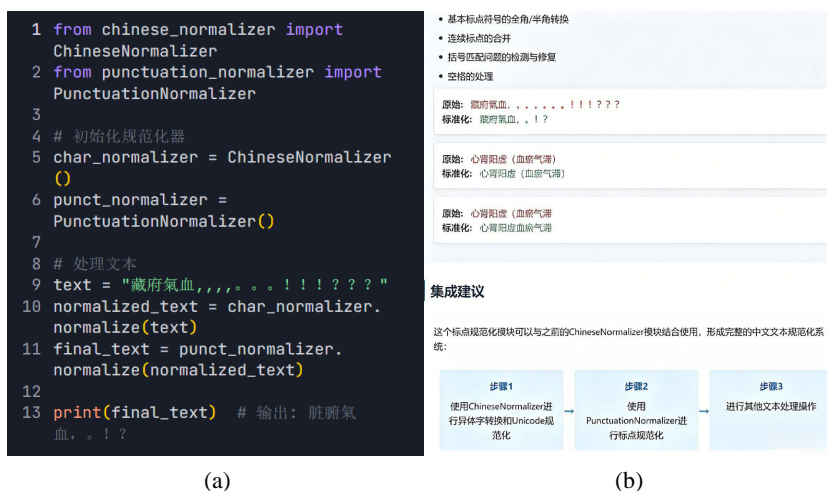 1 from chinese_normalizer import
ChineseNormalizer
2 from punctuation_normalizer import
PunctuationNormalizer
3
4 # 初始化规范化器
5 char_normalizer = ChineseNormalizer
()
6 punct_normalizer =
PunctuationNormalizer()
7
8 # 处理文本
9 text = "藏府氣血,,,,。。。！！！？？？"
10 normalized_text = char_normalizer.
normalize(text)
11 final_text = punct_normalizer.
normalize(normalized_text)
12
13 print(final_text) # 输出: 脏腑氣
血，。！？
(a)
• 基本标点符号的全角/半角转换
• 连续标点的合并
• 括号匹配问题的检测与修复
• 空格的处理
原始: 藏府氣血，，，，。。。！！！？？？
标准化: 藏府氣血，。！？
原始: 心肾阳虚（血瘀气滞）
标准化: 心肾阳虚（血瘀气滞）
原始: 心肾阳虚（血瘀气滞
标准化: 心肾阳虚血瘀气滞
集成建议
这个标点规范化模块可以与之前的ChineseNormalizer模块结合使用，形成完整的中文文本规范化系
统：
步骤1
使用ChineseNormalizer进
行异体字转换和Unicode规
范化
→
步骤2
使用
PunctuationNormalizer进
行标点规范化
→
步骤3
进行其他文本处理操作
(b)